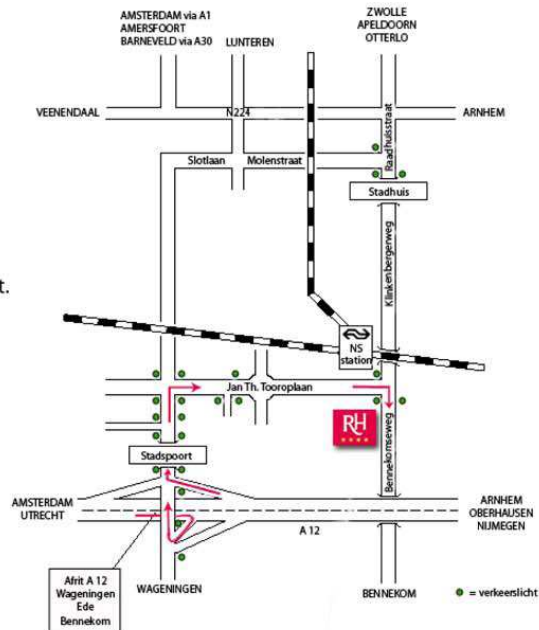 AMSTERDAM via A1
AMERSFOORT
BARNEVELD via A30
LUNTEREN
ZWOLLE
APELDOORN
OTTERLO
VEENENDAAL
N224
ARNHEM
Raadhuisstraat
Slotlaan
Molenstraat
Stadhuis
Klinkenbergerweg
t.
NS
station
Jan Th. Tooroplaan
RH
★★★★
Bennekomseweg
Stadspoort
AMSTERDAM
UTRECHT
ARNHEM
OBERHAUSEN
NIJMEGEN
A 12
Afrit A 12
Wageningen
Ede
Bennekom
WAGENINGEN
BENNEKOM
= verkeerslicht